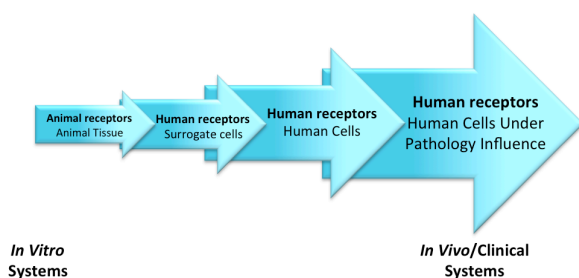 Animal receptors
Animal Tissue
Human receptors
Surrogate cells
Human receptors
Human Cells
Human receptors
Human Cells Under
Pathology Influence
In Vitro
Systems
In Vivo/Clinical
Systems